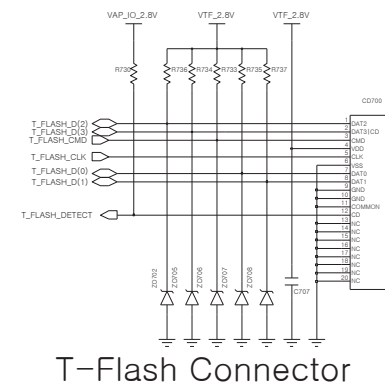 VAP_IO_2.8V VTF_2.8V VTF_2.8V
R730 R736 R734 R733 R735 R737
CD700
T_FLASH_D(2) 1 DAT2
T_FLASH_D(3) 2 DAT3|CD
T_FLASH_CMD 3 CMD
4 VDD
T_FLASH_CLK 5 CLK
6 VSS
T_FLASH_D(0) 7 DAT0
T_FLASH_D(1) 8 DAT1
9 GND
10 GND
11 COMMON
T_FLASH_DETECT 12 CD
13 NC
14 NC
15 NC
16 NC
17 NC
18 NC
19 NC
20 NC
ZD702 ZD705 ZD706 ZD707 ZD708
C707
T-Flash Connector